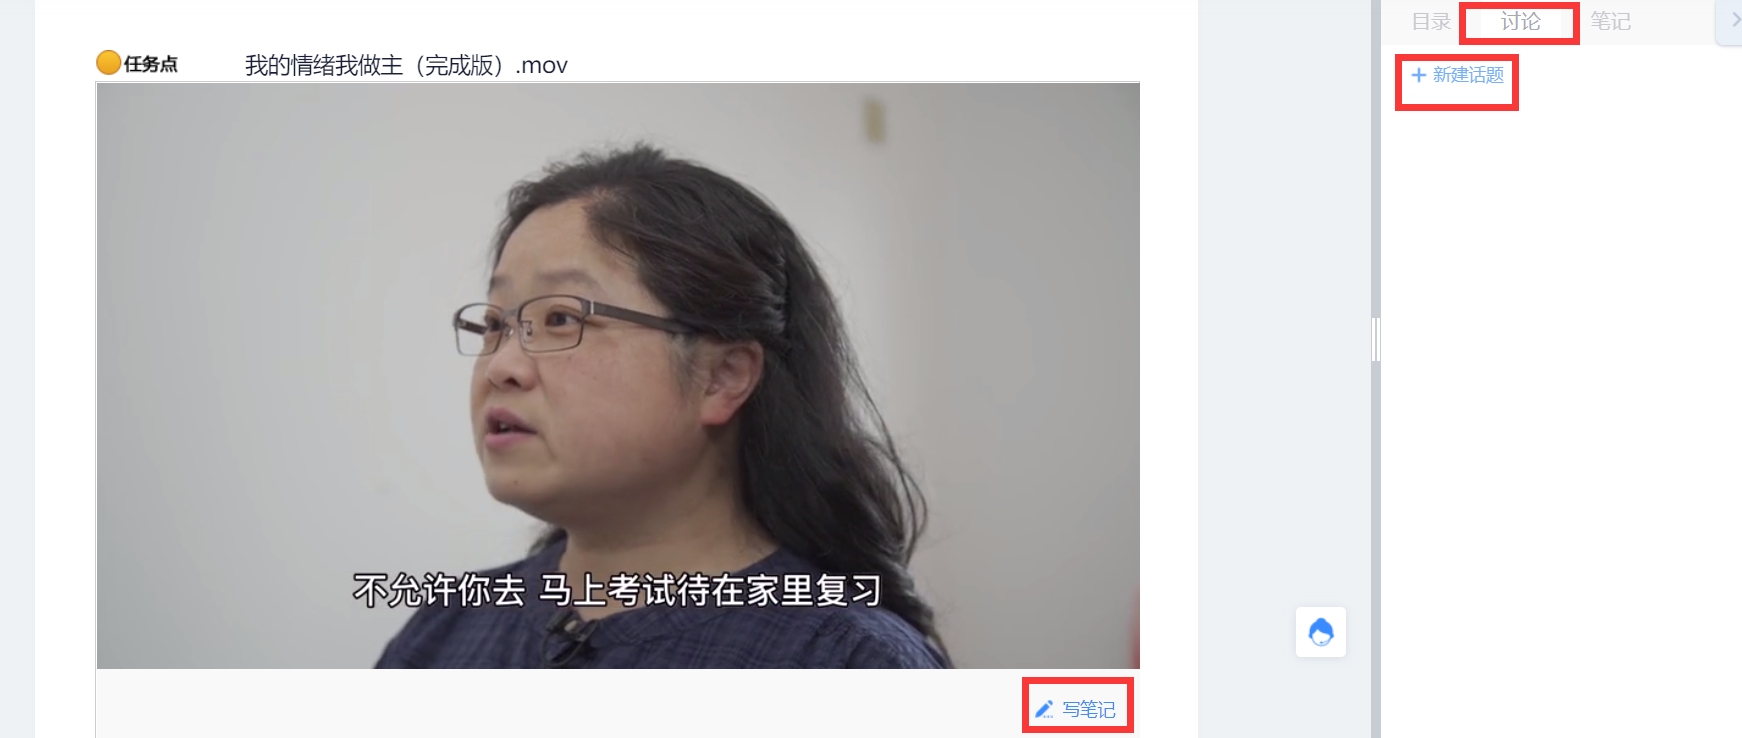 目录 讨论 笔记
任务点 我的情绪我做主（完成版）.mov
+ 新建话题
不允许你去 马上考试待在家里复习
写笔记